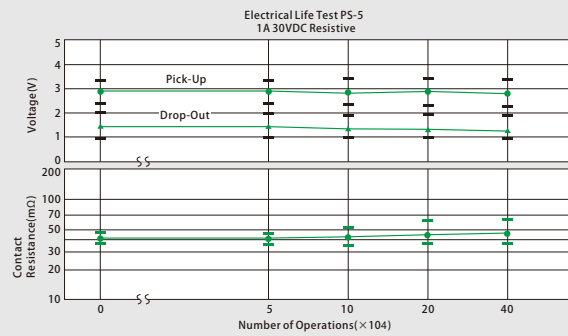 Electrical Life Test PS-5
1A 30VDC Resistive
5
4
3
2
1
0
Voltage(V)
Pick-Up
Drop-Out
200
100
70
50
30
20
10
Contact
Resistance(mΩ)
0 5 10 20 40
Number of Operations(×104)